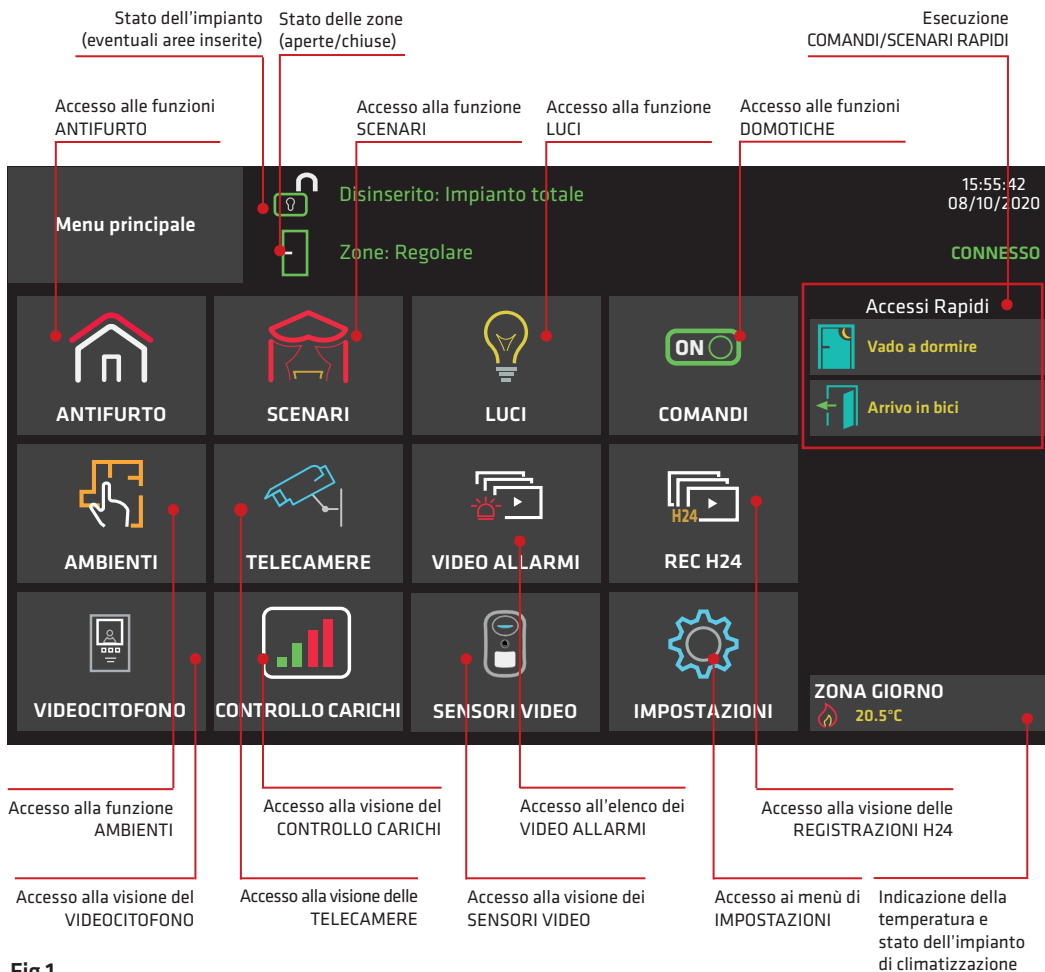 Stato dell'impianto
(eventuali aree inserite)
Stato delle zone
(aperte/chiuse)
Esecuzione
COMANDI/SCENARI RAPIDI
Accesso alle funzioni
ANTIFURTO
Accesso alla funzione
SCENARI
Accesso alla funzione
LUCI
Accesso alle funzioni
DOMOTICHE
Menu principale
Disinserito: Impianto totale
Zone: Regolare
15:55:42
08/10/2020
CONNESSO
ANTIFURTO
SCENARI
LUCI
ON
COMANDI
Accessi Rapidi
Vado a dormire
Arrivo in bici
AMBIENTI
TELECAMERE
VIDEO ALLARMI
H24
REC H24
VIDEOCITOFONO
CONTROLLO CARICHI
SENSORI VIDEO
IMPOSTAZIONI
ZONA GIORNO
20.5°C
Accesso alla funzione
AMBIENTI
Accesso alla visione del
CONTROLLO CARICHI
Accesso all'elenco dei
VIDEO ALLARMI
Accesso alla visione delle
REGISTRAZIONI H24
Accesso alla visione del
VIDEOCITOFONO
Accesso alla visione delle
TELECAMERE
Accesso alla visione dei
SENSORI VIDEO
Accesso ai menù di
IMPOSTAZIONI
Indicazione della
temperatura e
stato dell'impianto
di climatizzazione
Fig 1